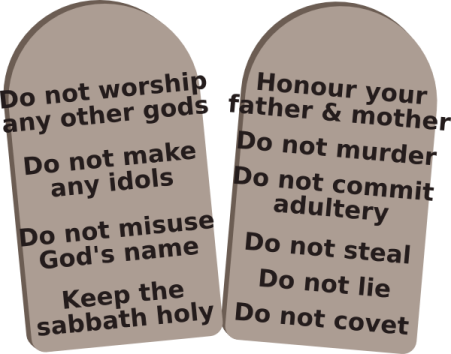 Do not worship
any other gods
Do not make
any idols
Do not misuse
God's name
Keep the
sabbath holy
Honour your
father & mother
Do not murder
Do not commit
adultery
Do not steal
Do not lie
Do not covet